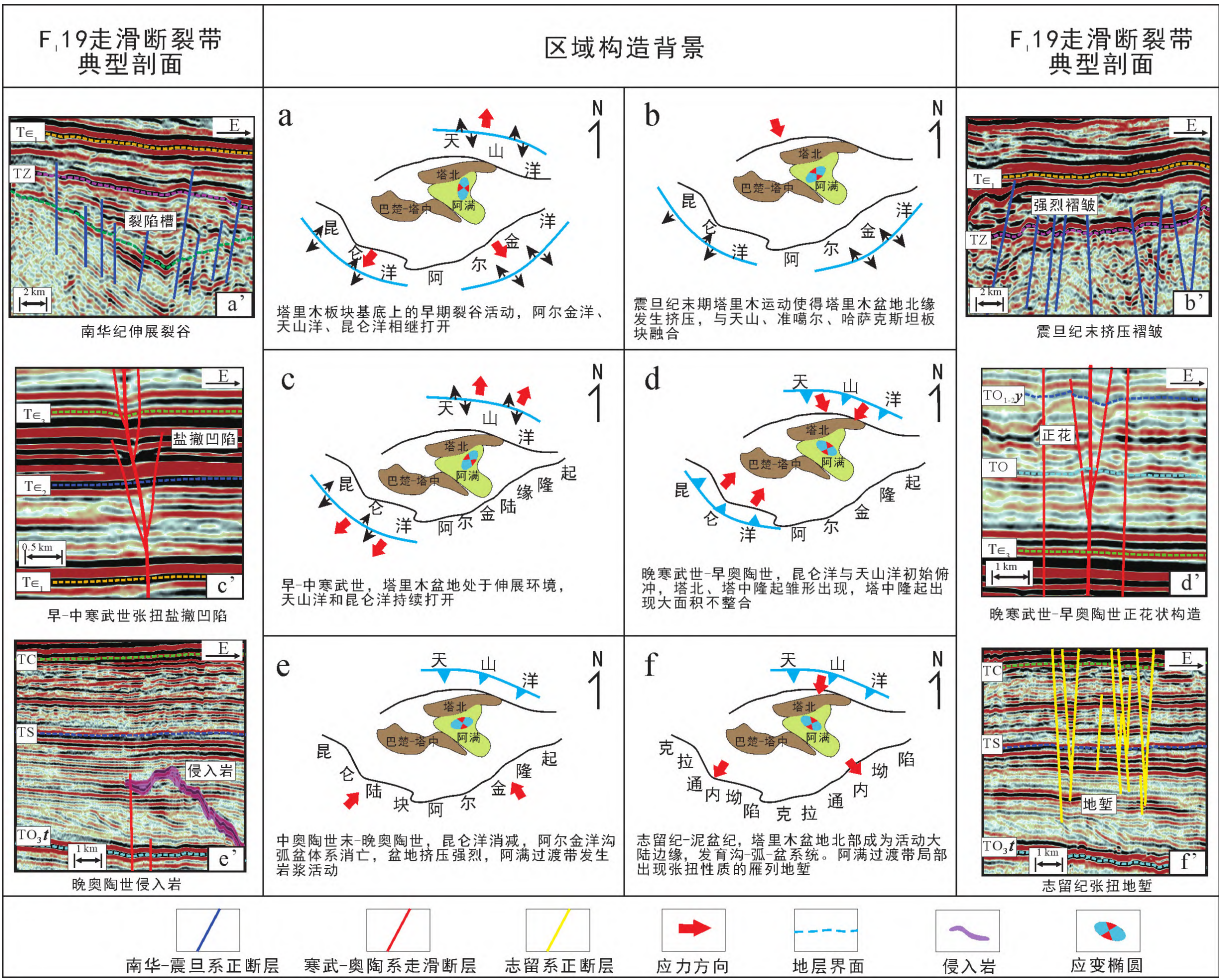 F₁19走滑断裂带
典型剖面
区域构造背景
F₁19走滑断裂带
典型剖面
T∈₁
E
TZ
裂陷槽
2 km
a’
南华纪伸展裂谷
a
N
天
山
洋
塔北
巴楚-塔中
阿满
昆
仑
洋
阿
尔
金
洋
塔里木板块基底上的早期裂谷活动，阿尔金洋、
天山洋、昆仑洋相继打开
b
N
塔北
巴楚-塔中
阿满
昆
仑
洋
阿
尔
金
洋
震旦纪末期塔里木运动使得塔里木盆地北缘
发生挤压，与天山、准噶尔、哈萨克斯坦板
块融合
E
T∈₁
强烈褶皱
TZ
2 km
b’
震旦纪末挤压褶皱
E
T∈₃
盐撤凹陷
T∈₂
0.5 km
T∈₁
c’
早-中寒武世张扭盐撤凹陷
c
N
天
山
洋
塔北
巴楚-塔中
阿满
昆
仑
洋
阿
尔
金
陆
缘
隆
起
早-中寒武世，塔里木盆地处于伸展环境，
天山洋和昆仑洋持续打开
d
N
天
山
洋
塔北
巴楚-塔中
阿满
昆
仑
洋
阿
尔
金
隆
起
晚寒武世-早奥陶世，昆仑洋与天山洋初始俯
冲，塔北、塔中隆起雏形出现，塔中隆起出
现大面积不整合
E
TO₁₋₂y
正花
TO
T∈₃
1 km
d’
晚寒武世-早奥陶世正花状构造
E
TC
TS
侵入岩
TO₃t
1 km
e’
晚奥陶世侵入岩
e
N
天
山
洋
塔北
巴楚-塔中
阿满
昆
仑
陆
块
阿
尔
金
隆
起
中奥陶世末-晚奥陶世，昆仑洋消减，阿尔金洋沟
弧盆体系消亡，盆地挤压强烈，阿满过渡带发生
岩浆活动
f
N
天
山
洋
塔北
巴楚-塔中
阿满
克
拉
通
内
坳
陷
克
拉
通
内
坳
陷
志留纪-泥盆纪，塔里木盆地北部成为活动大
陆边缘，发育沟-弧-盆系统。阿满过渡带局部
出现张扭性质的雁列地堑
E
TC
TS
地堑
TO₃t
1 km
f’
志留纪张扭地堑
南华-震旦系正断层
寒武-奥陶系走滑断层
志留系正断层
应力方向
地层界面
侵入岩
应变椭圆